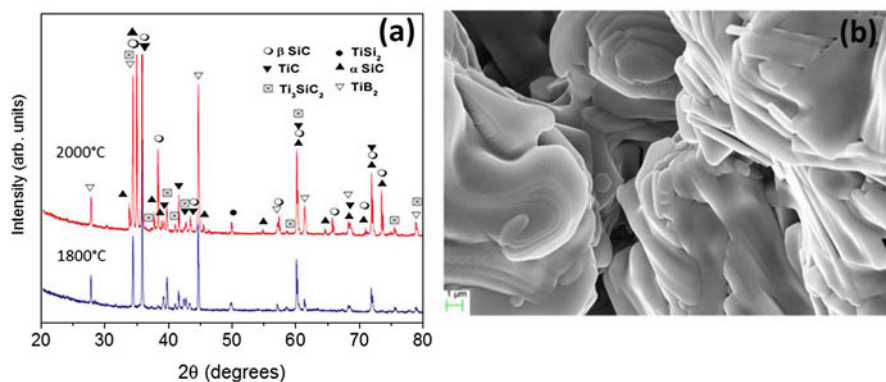 (a)
β SiC
TiSi₂
TiC
α SiC
Ti₃SiC₂
TiB₂
2000°C
1800°C
Intensity (arb. units)
20 30 40 50 60 70 80
2θ (degrees)
(b)
1 µm